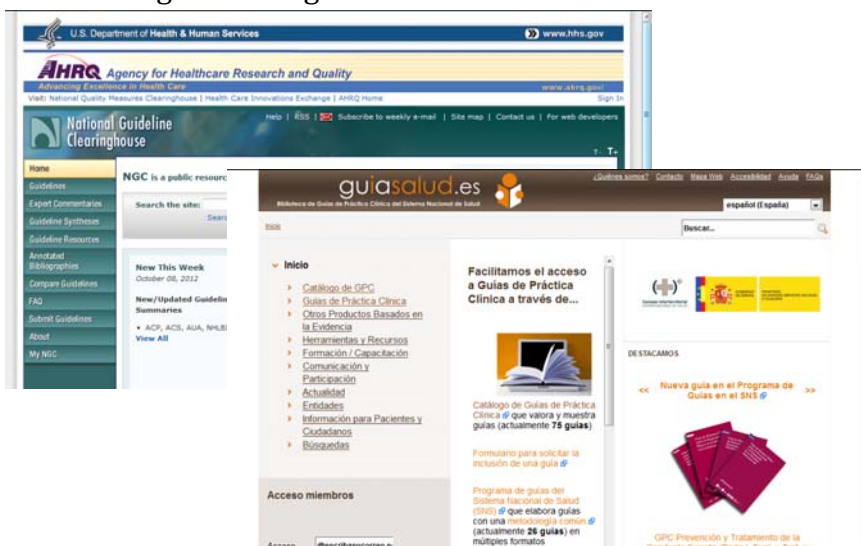 U.S. Department of Health & Human Services
www.hhs.gov
AHRQ Agency for Healthcare Research and Quality
Advancing Excellence in Health Care
www.ahrq.gov
Visit: National Quality Measures Clearinghouse | Health Care Innovations Exchange | AHRQ Home
Sign In
National Guideline
Clearinghouse
Help | RSS | Subscribe to weekly e-mail | Site map | Contact us | For web developers
T- T+
Home
Guidelines
Expert Commentaries
Guideline Syntheses
Guideline Resources
Annotated
Bibliographies
Compare Guidelines
FAQ
Submit Guidelines
About
My NGC
NGC is a public resourc
Search the site:
Sear
New This Week
October 08, 2012
New/Updated Guidelin
Summaries
• ACP, ACS, AUA, NHLBI
View All
guiasalud.es
Biblioteca de Guías de Práctica Clínica del Sistema Nacional de Salud
¿Quiénes somos? Contacto Mapa Web Accesibilidad Ayuda FAQs
español (España)
Inicio
Buscar...
Inicio
Catálogo de GPC
Guías de Práctica Clínica
Otros Productos Basados en
la Evidencia
Herramientas y Recursos
Formación / Capacitación
Comunicación y
Participación
Actualidad
Entidades
Información para Pacientes y
Ciudadanos
Búsquedas
Acceso miembros
Acceso
Facilitamos el acceso
a Guías de Práctica
Clínica a través de...
Catálogo de Guías de Práctica
Clínica que valora y muestra
guías (actualmente 75 guías)
Formulario para solicitar la
inclusión de una guía
Programa de guías del
Sistema Nacional de Salud
(SNS) que elabora guías
con una metodología común
(actualmente 26 guías) en
múltiples formatos
DESTACAMOS
<< Nueva guía en el Programa de >>
Guías en el SNS
GPC Prevención y Tratamiento de la